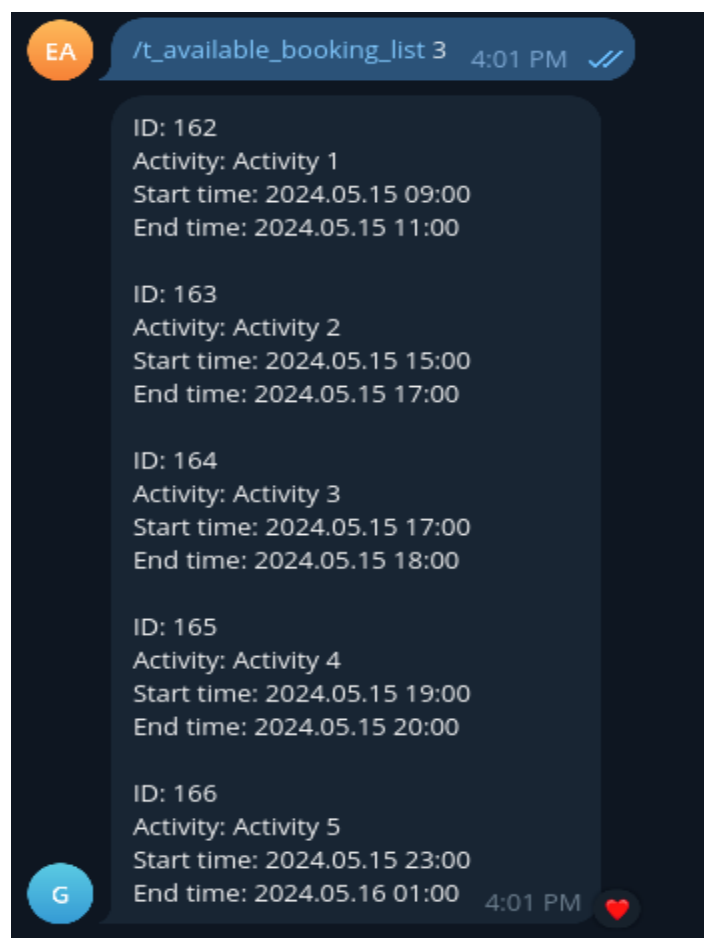 EA
/t_available_booking_list 3 4:01 PM
ID: 162
Activity: Activity 1
Start time: 2024.05.15 09:00
End time: 2024.05.15 11:00
ID: 163
Activity: Activity 2
Start time: 2024.05.15 15:00
End time: 2024.05.15 17:00
ID: 164
Activity: Activity 3
Start time: 2024.05.15 17:00
End time: 2024.05.15 18:00
ID: 165
Activity: Activity 4
Start time: 2024.05.15 19:00
End time: 2024.05.15 20:00
ID: 166
Activity: Activity 5
Start time: 2024.05.15 23:00
End time: 2024.05.16 01:00 4:01 PM
G